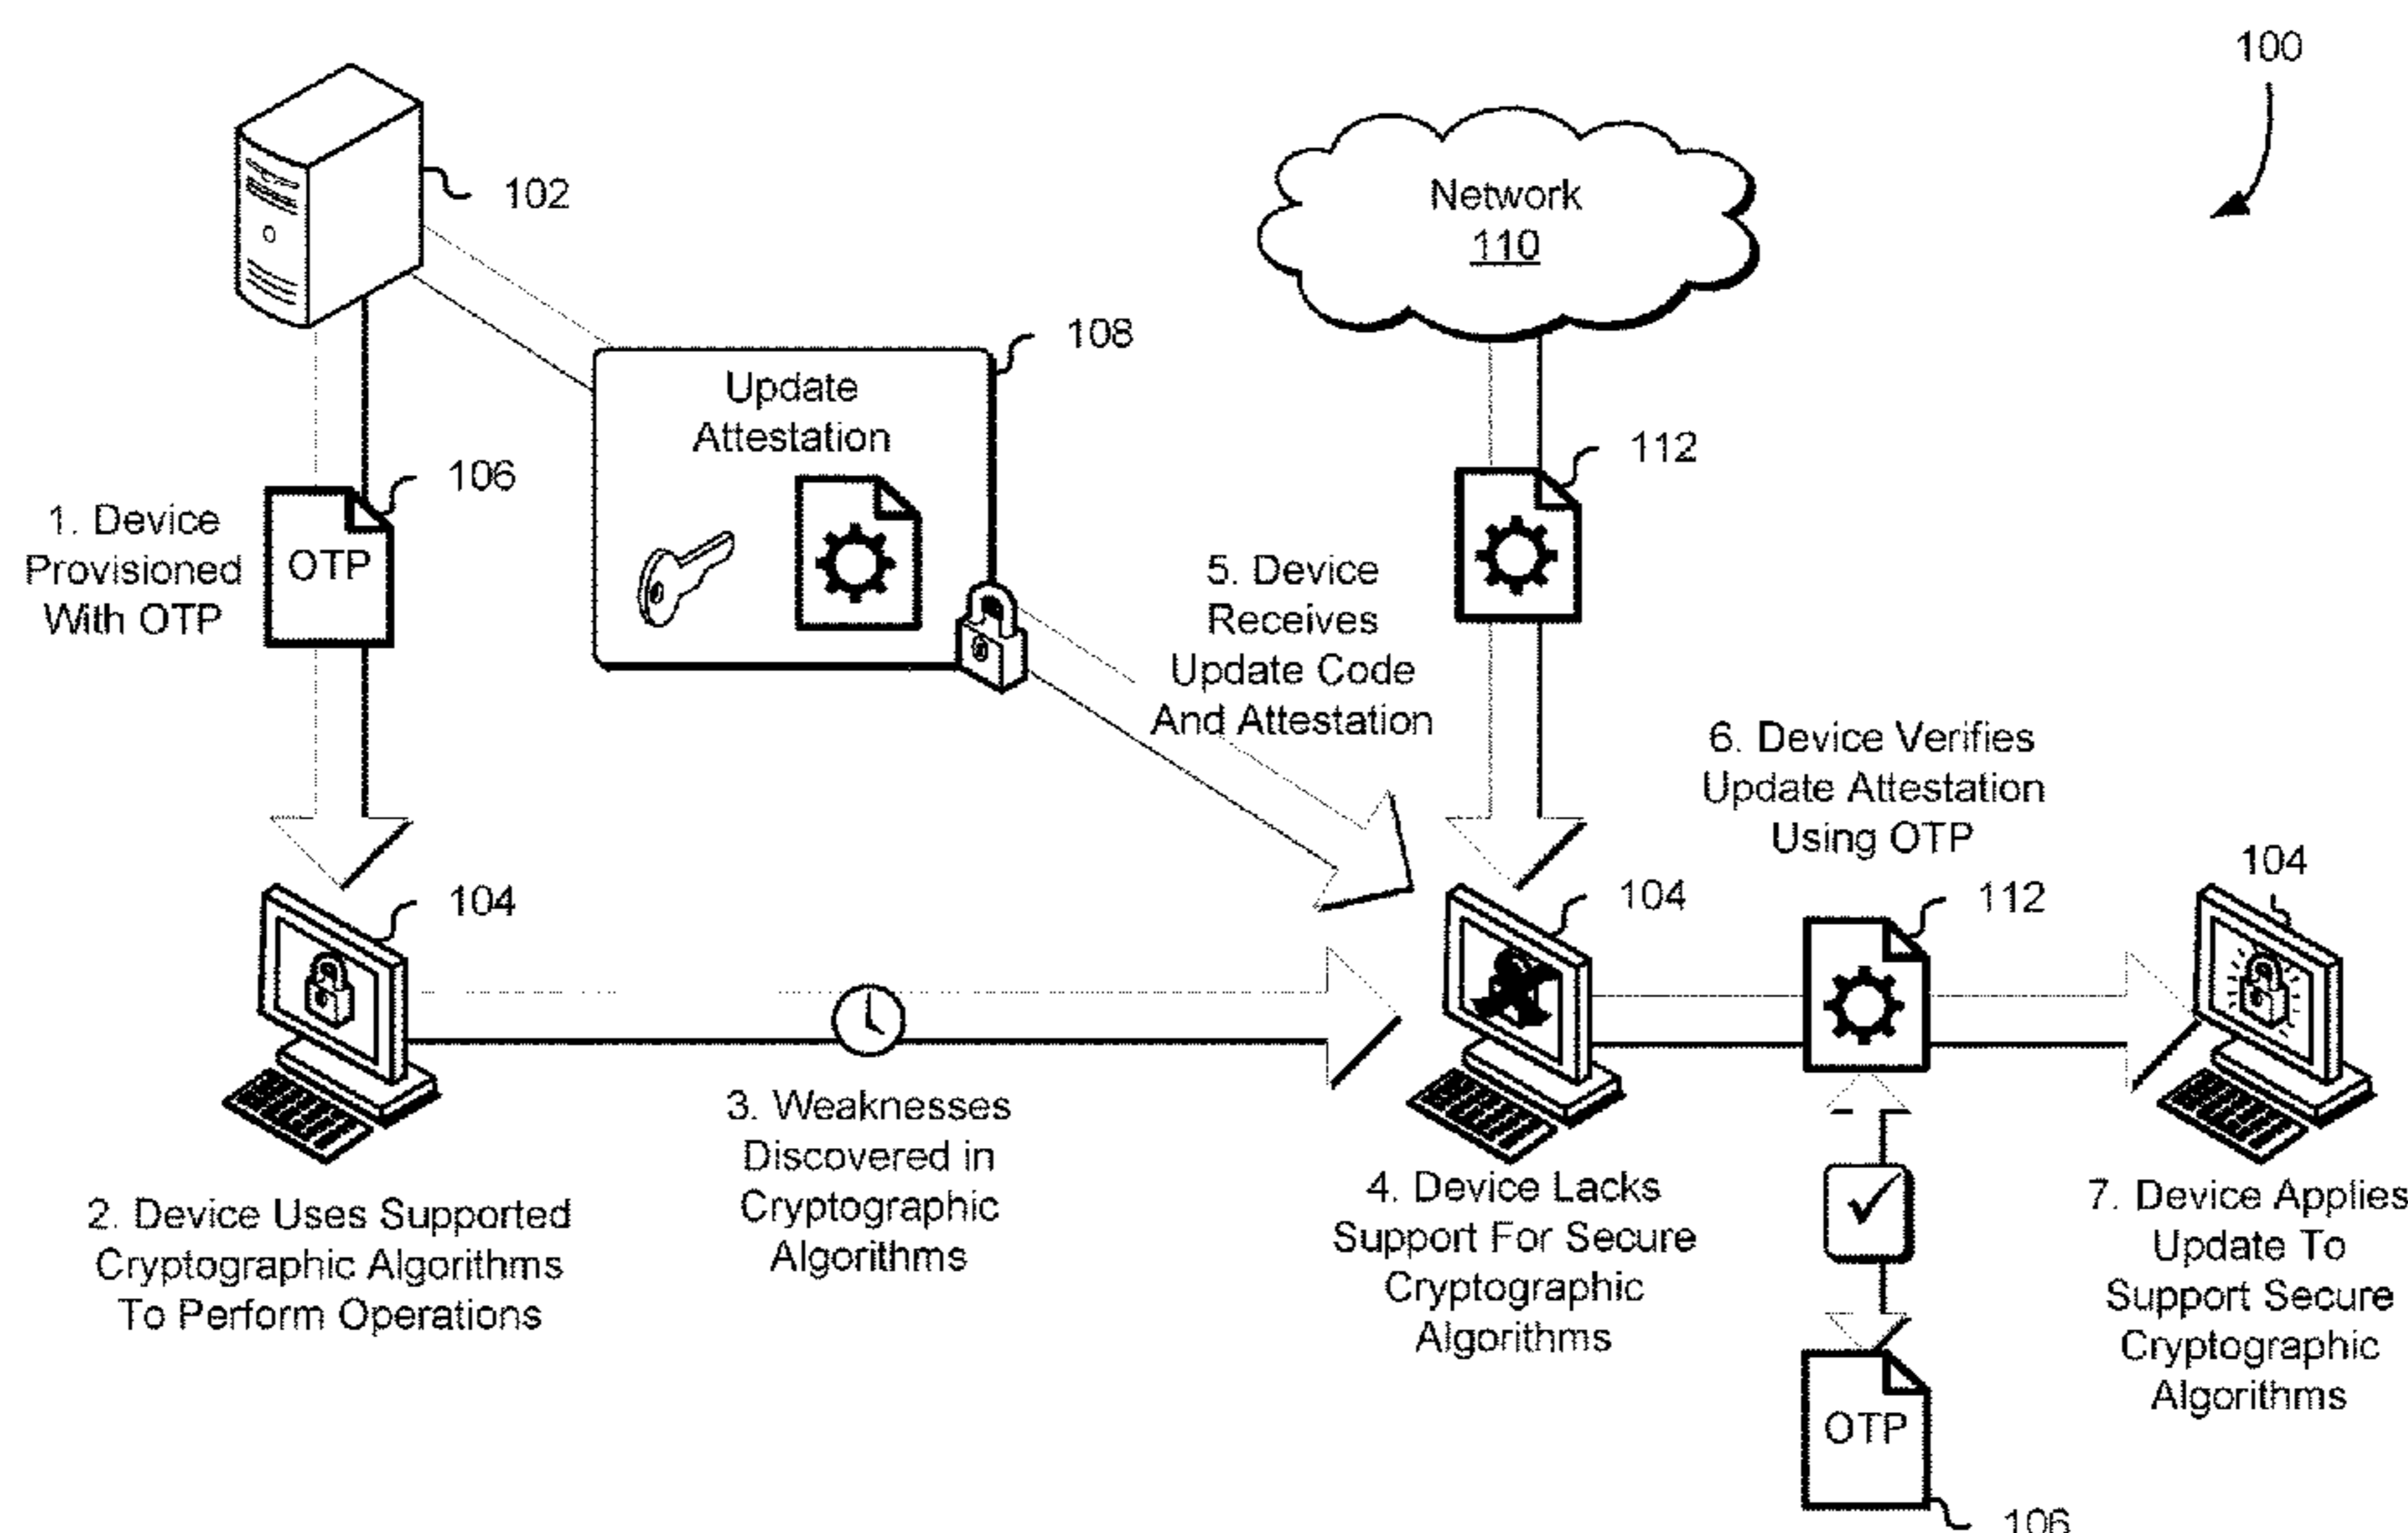 100
102
Network
110
108
Update
Attestation
106
112
1. Device
Provisioned
With OTP
OTP
5. Device
Receives
Update Code
And Attestation
6. Device Verifies
Update Attestation
Using OTP
104
104
112
104
3. Weaknesses
Discovered in
Cryptographic
Algorithms
2. Device Uses Supported
Cryptographic Algorithms
To Perform Operations
4. Device Lacks
Support For Secure
Cryptographic
Algorithms
7. Device Applies
Update To
Support Secure
Cryptographic
Algorithms
OTP
106